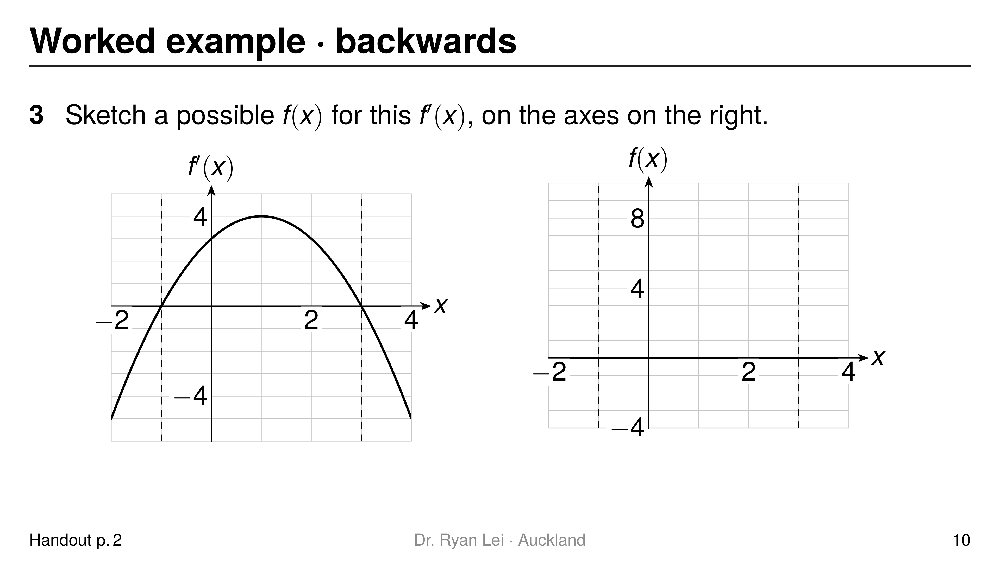 Worked example · backwards
3 Sketch a possible f(x) for this f′(x), on the axes on the right.
f′(x)
4
−2 2 4 x
−4
f(x)
8
4
−2 2 4 x
−4
Handout p. 2 Dr. Ryan Lei · Auckland 10